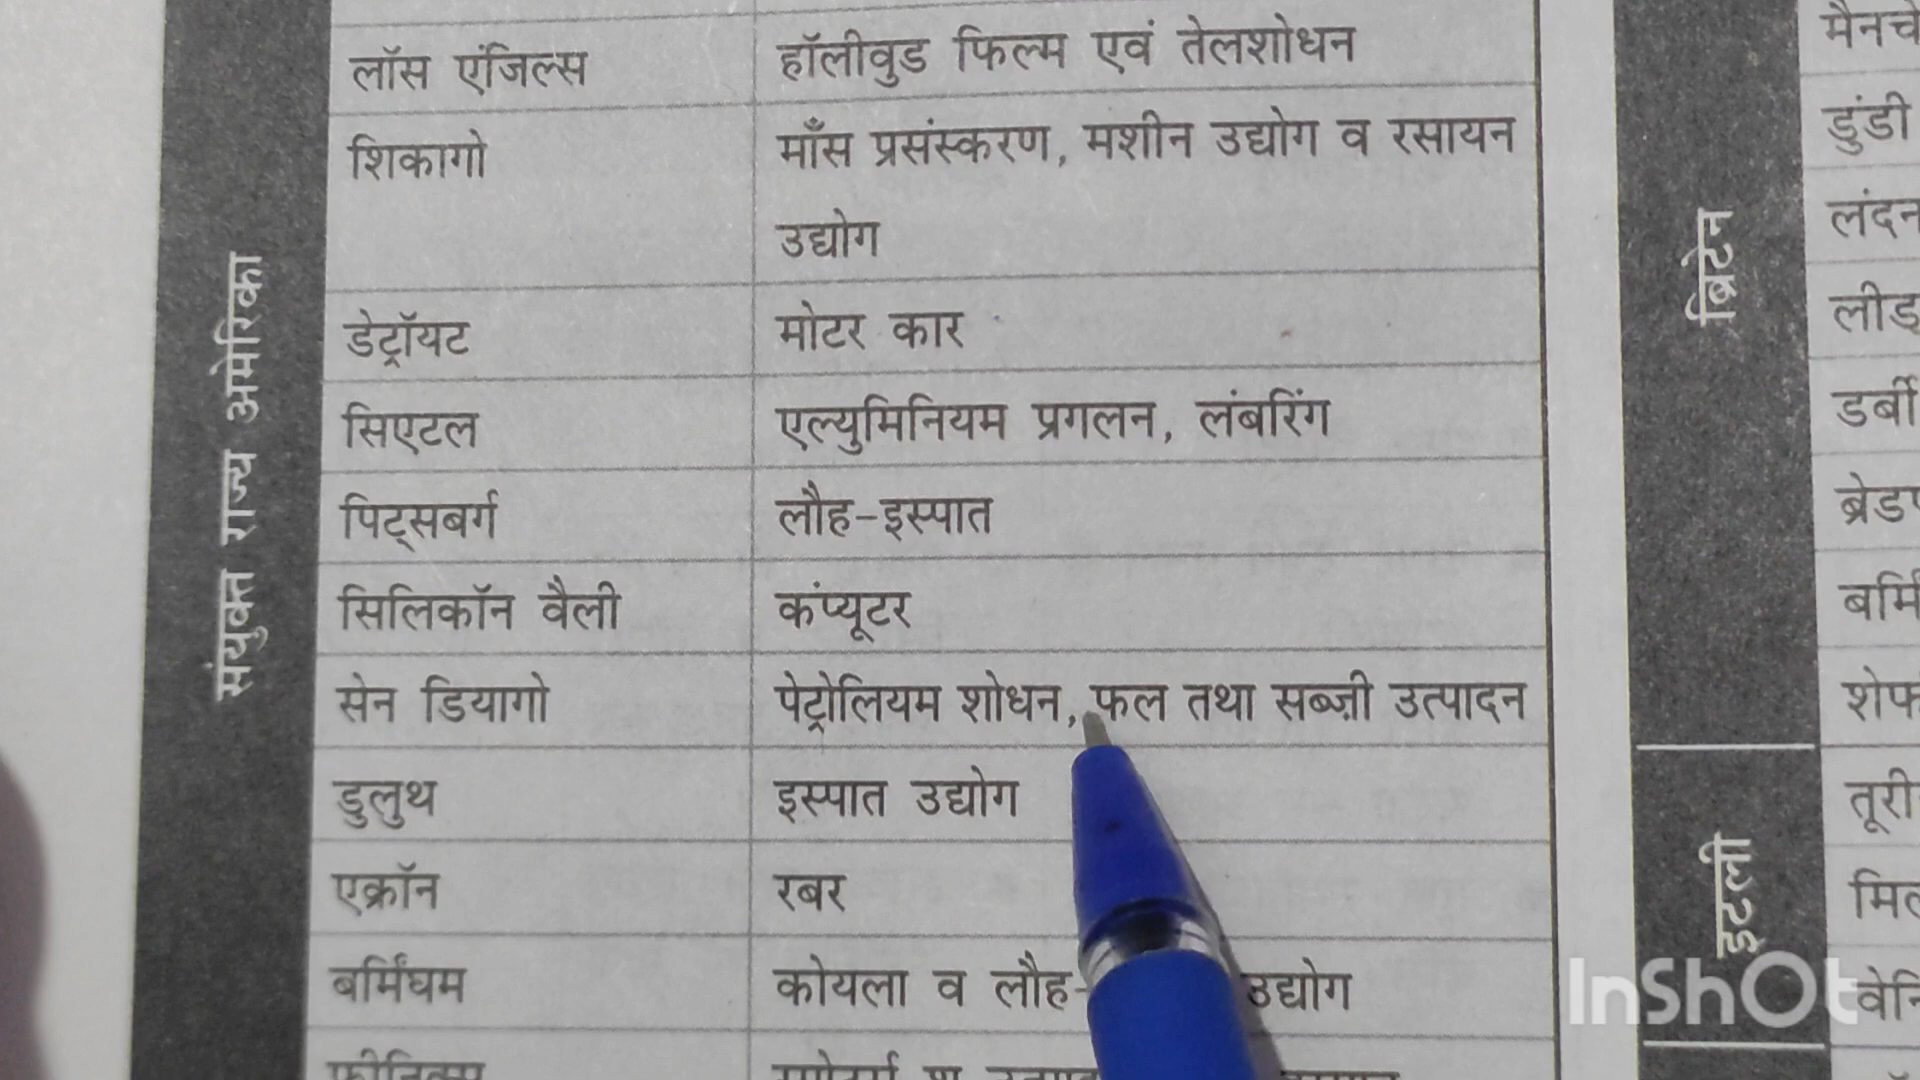 संयुक्त राज्य अमेरिका
लॉस एंजिल्स हॉलीवुड फिल्म एवं तेलशोधन
शिकागो माँस प्रसंस्करण, मशीन उद्योग व रसायन
उद्योग
डेट्रॉयट मोटर कार
सिएटल एल्युमिनियम प्रगलन, लंबरिंग
पिट्सबर्ग लौह-इस्पात
सिलिकॉन वैली कंप्यूटर
सेन डियागो पेट्रोलियम शोधन, फल तथा सब्ज़ी उत्पादन
डुलुथ इस्पात उद्योग
एक्रॉन रबर
बर्मिंघम कोयला व लौह- उद्योग
ब्रिटेन
डुंडी
लंदन
डर्बी
इटली
InShOt